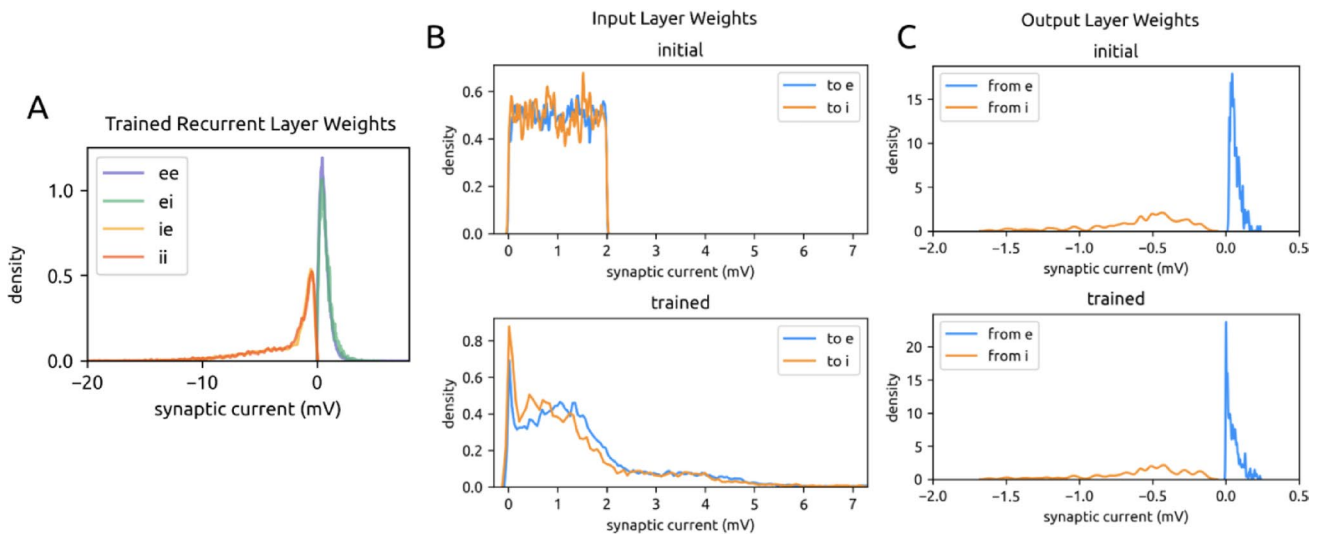 A
Trained Recurrent Layer Weights
ee
ei
ie
ii
density
1.0
0.5
0.0
−20
−10
0
synaptic current (mV)
B
Input Layer Weights
initial
to e
to i
density
0.6
0.4
0.2
0.0
0
1
2
3
4
5
6
7
synaptic current (mV)
trained
to e
to i
density
0.8
0.6
0.4
0.2
0.0
0
1
2
3
4
5
6
7
synaptic current (mV)
C
Output Layer Weights
initial
from e
from i
density
15
10
5
0
−2.0
−1.5
−1.0
−0.5
0.0
0.5
synaptic current (mV)
trained
from e
from i
density
20
15
10
5
0
−2.0
−1.5
−1.0
−0.5
0.0
0.5
synaptic current (mV)